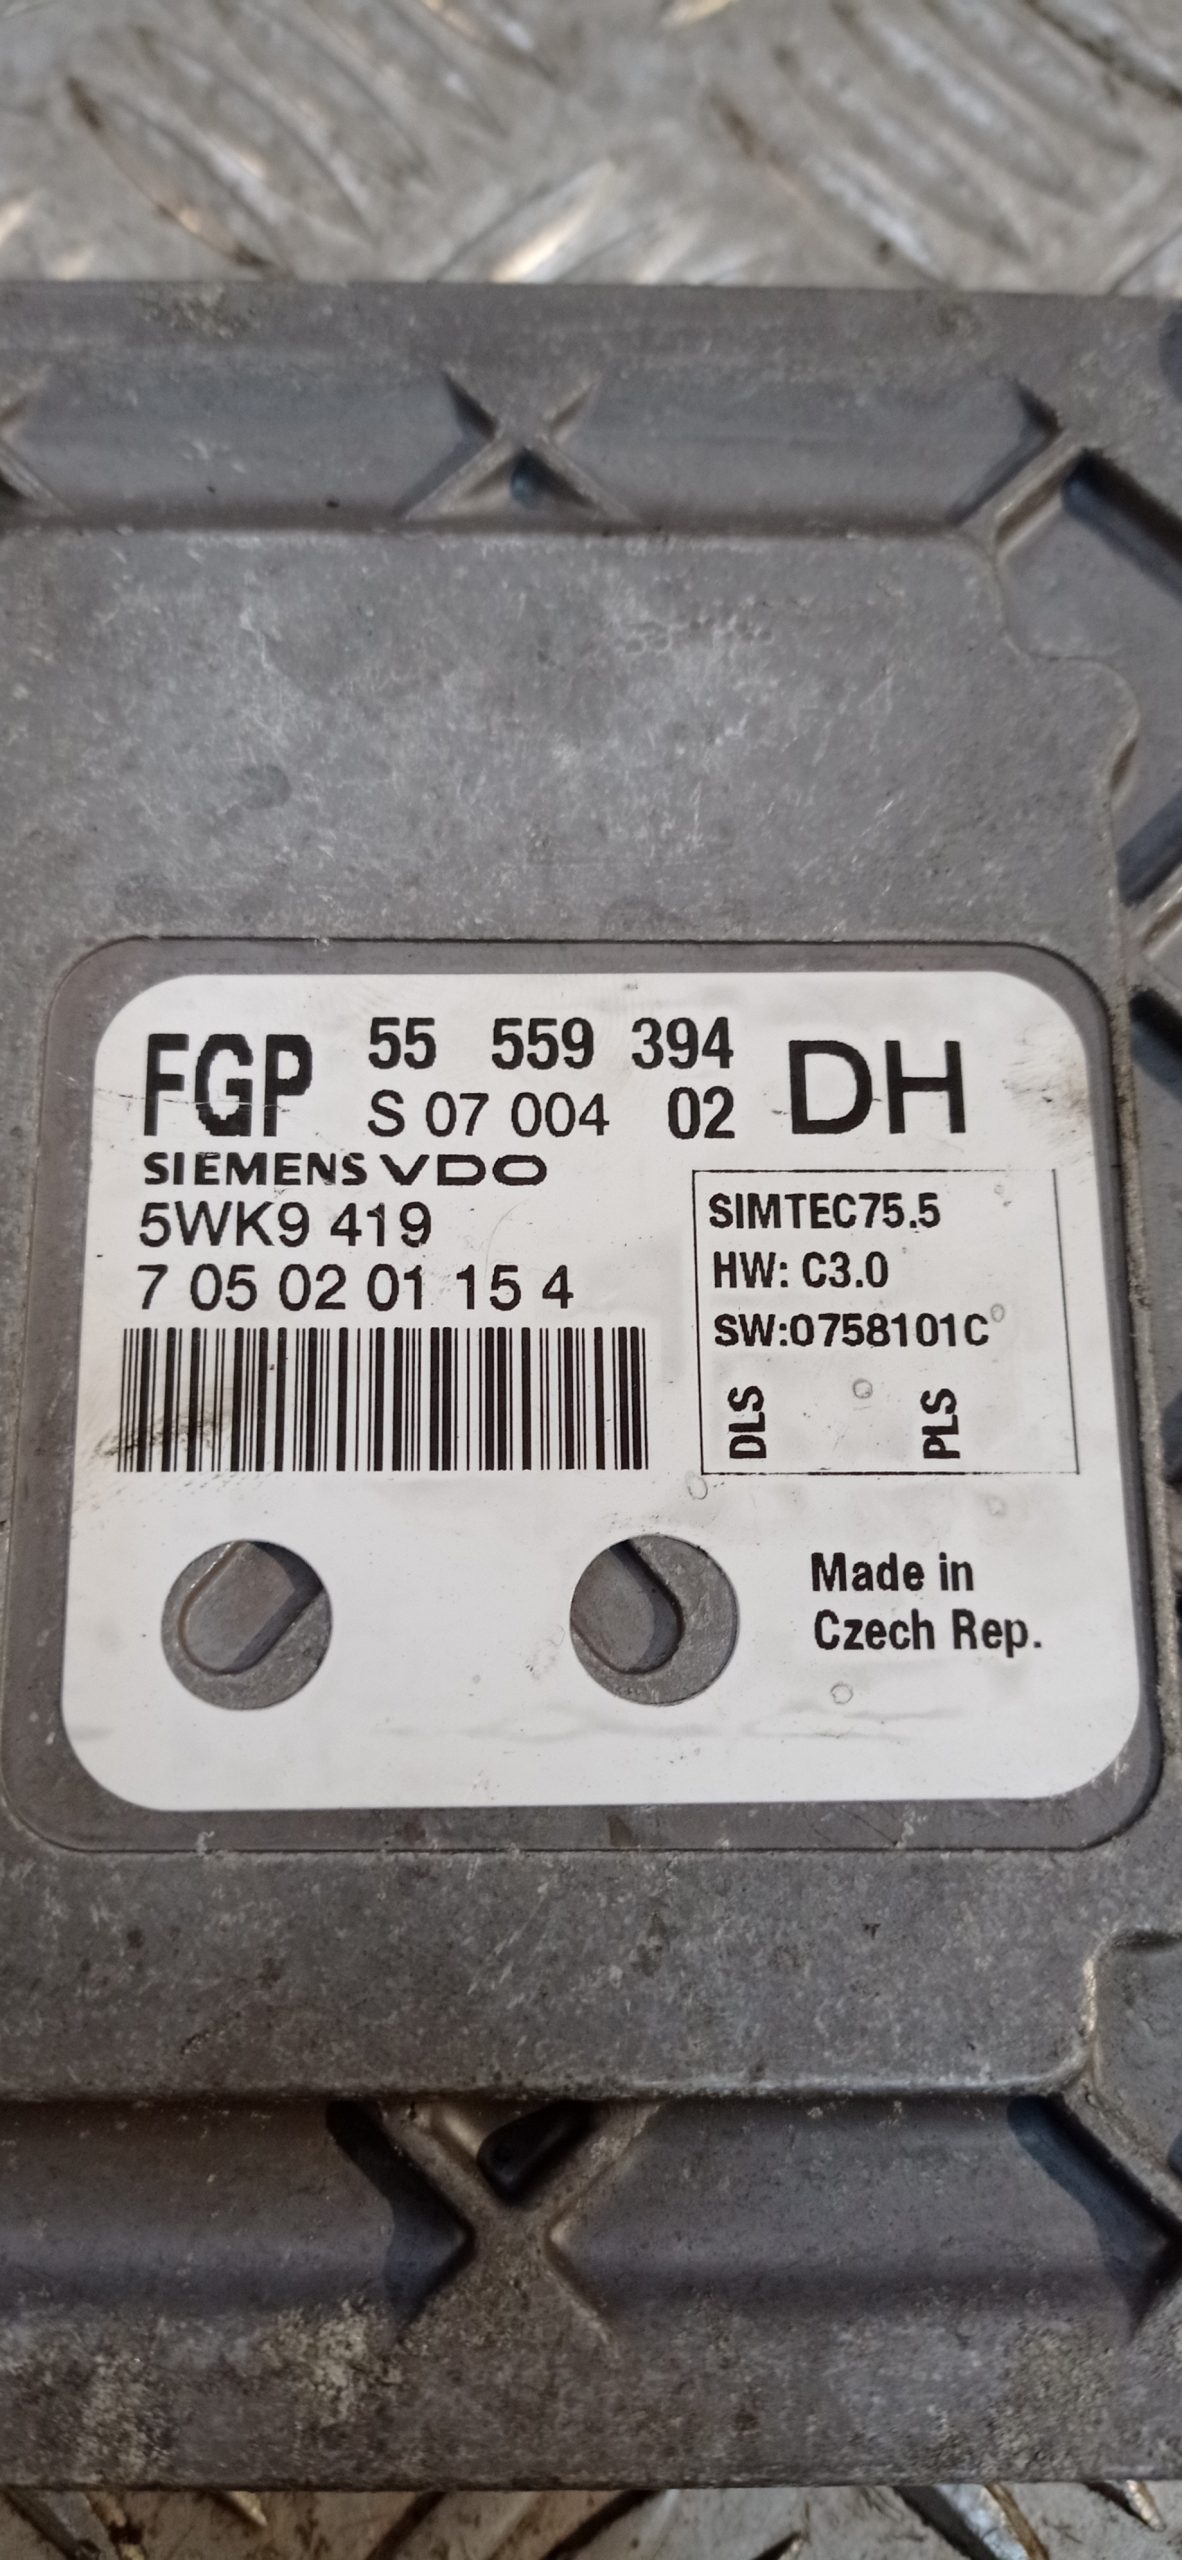 FGP 55 559 394 DH
S 07 004 02
SIEMENS VDO
5WK9 419
7 05 02 01 15 4
SIMTEC75.5
HW: C3.0
SW:0758101C
DLS PLS
Made in
Czech Rep.